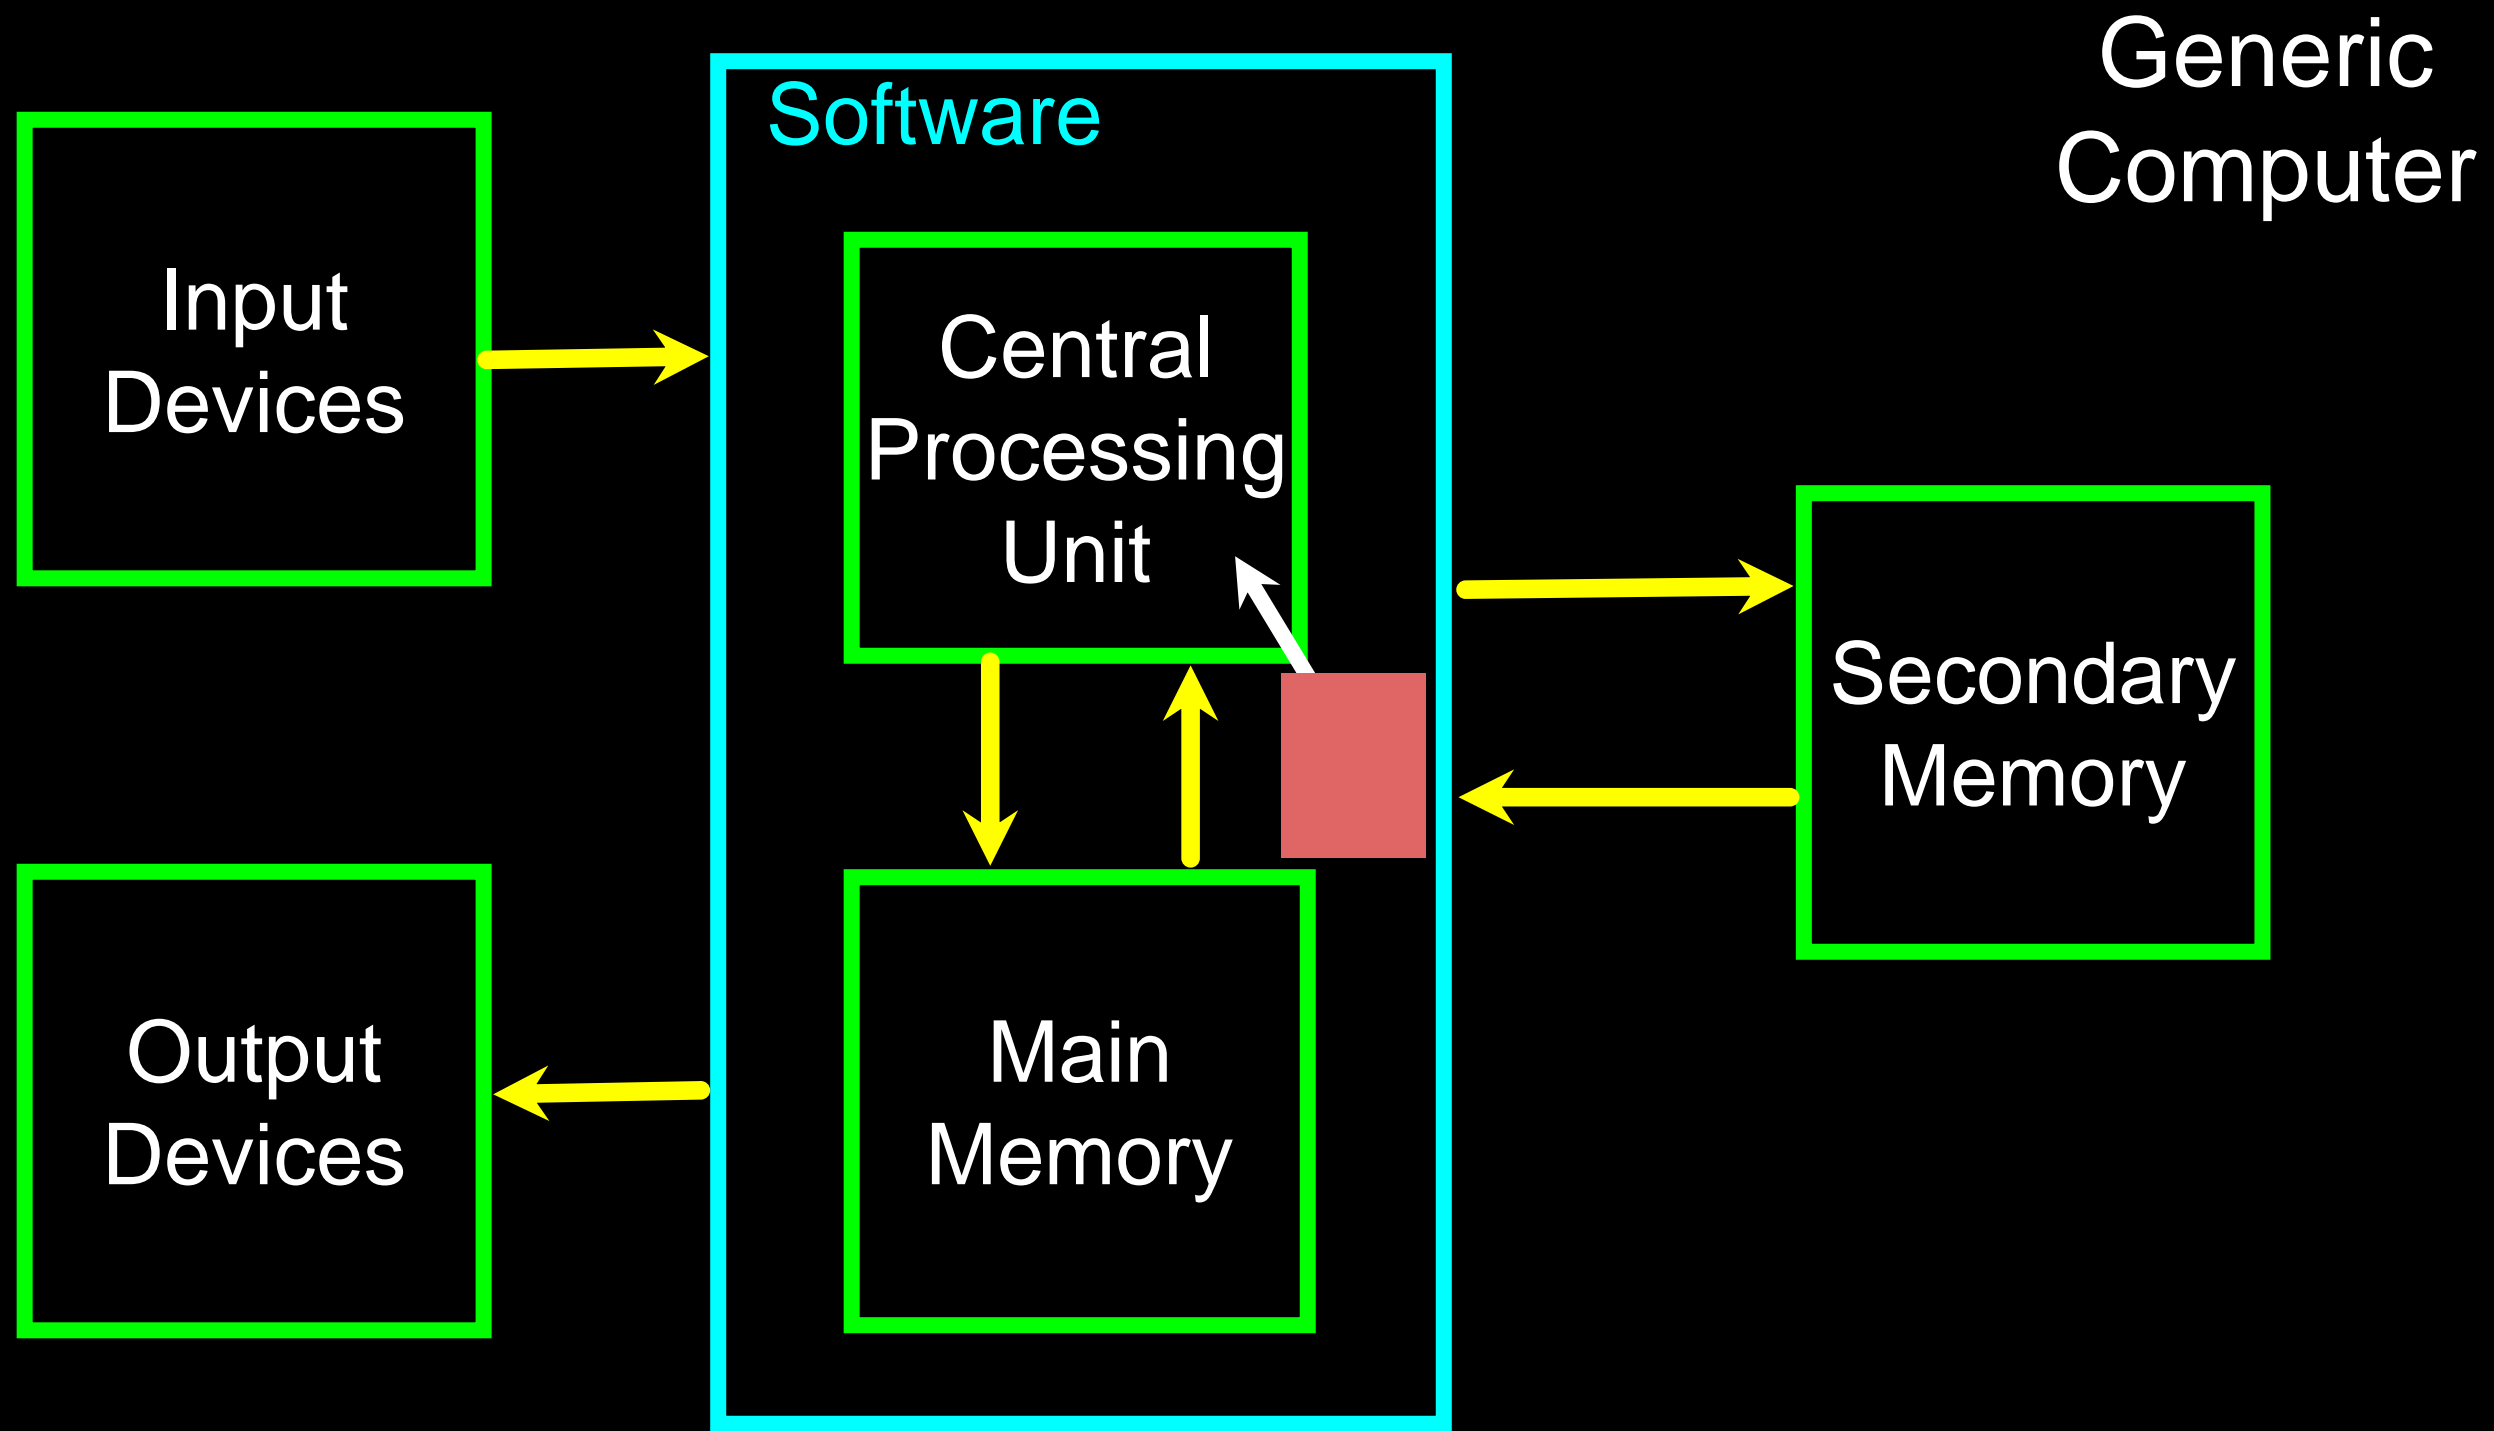 Generic
Computer
Software
Input
Devices
Central
Processing
Unit
Secondary
Memory
Output
Devices
Main
Memory